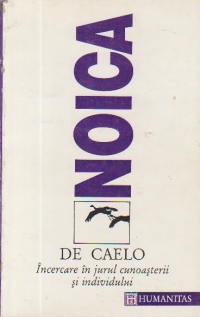 NOICA
DE CAELO
Încercare în jurul cunoașterii
și individului
HUMANITAS